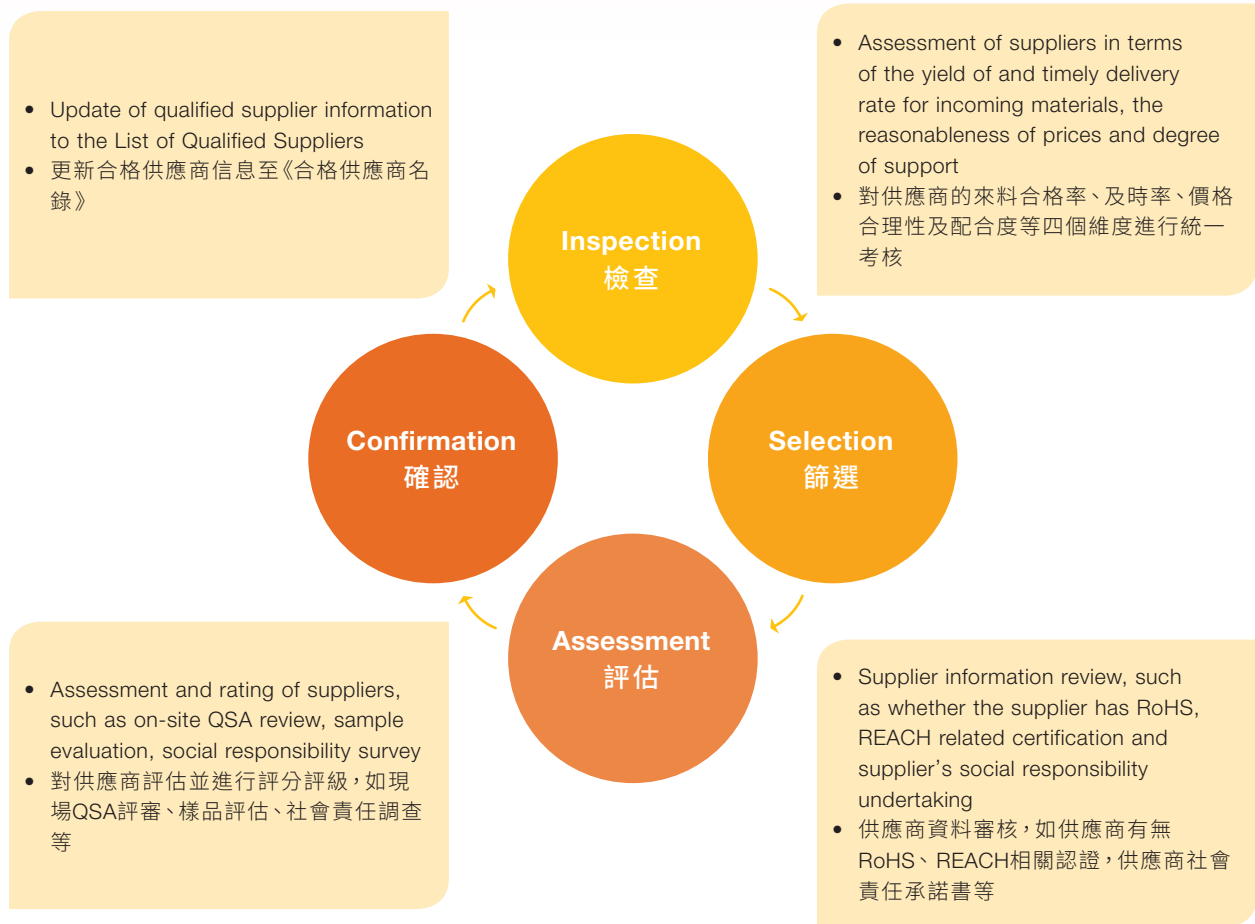 • Update of qualified supplier information
to the List of Qualified Suppliers
• 更新合格供應商信息至《合格供應商名
錄》
• Assessment of suppliers in terms
of the yield of and timely delivery
rate for incoming materials, the
reasonableness of prices and degree
of support
• 對供應商的來料合格率、及時率、價格
合理性及配合度等四個維度進行統一
考核
Inspection
檢查
Confirmation
確認
Selection
篩選
Assessment
評估
• Assessment and rating of suppliers,
such as on-site QSA review, sample
evaluation, social responsibility survey
• 對供應商評估並進行評分評級，如現
場QSA評審、樣品評估、社會責任調查
等
• Supplier information review, such
as whether the supplier has RoHS,
REACH related certification and
supplier’s social responsibility
undertaking
• 供應商資料審核，如供應商有無
RoHS、REACH相關認證，供應商社會
責任承諾書等